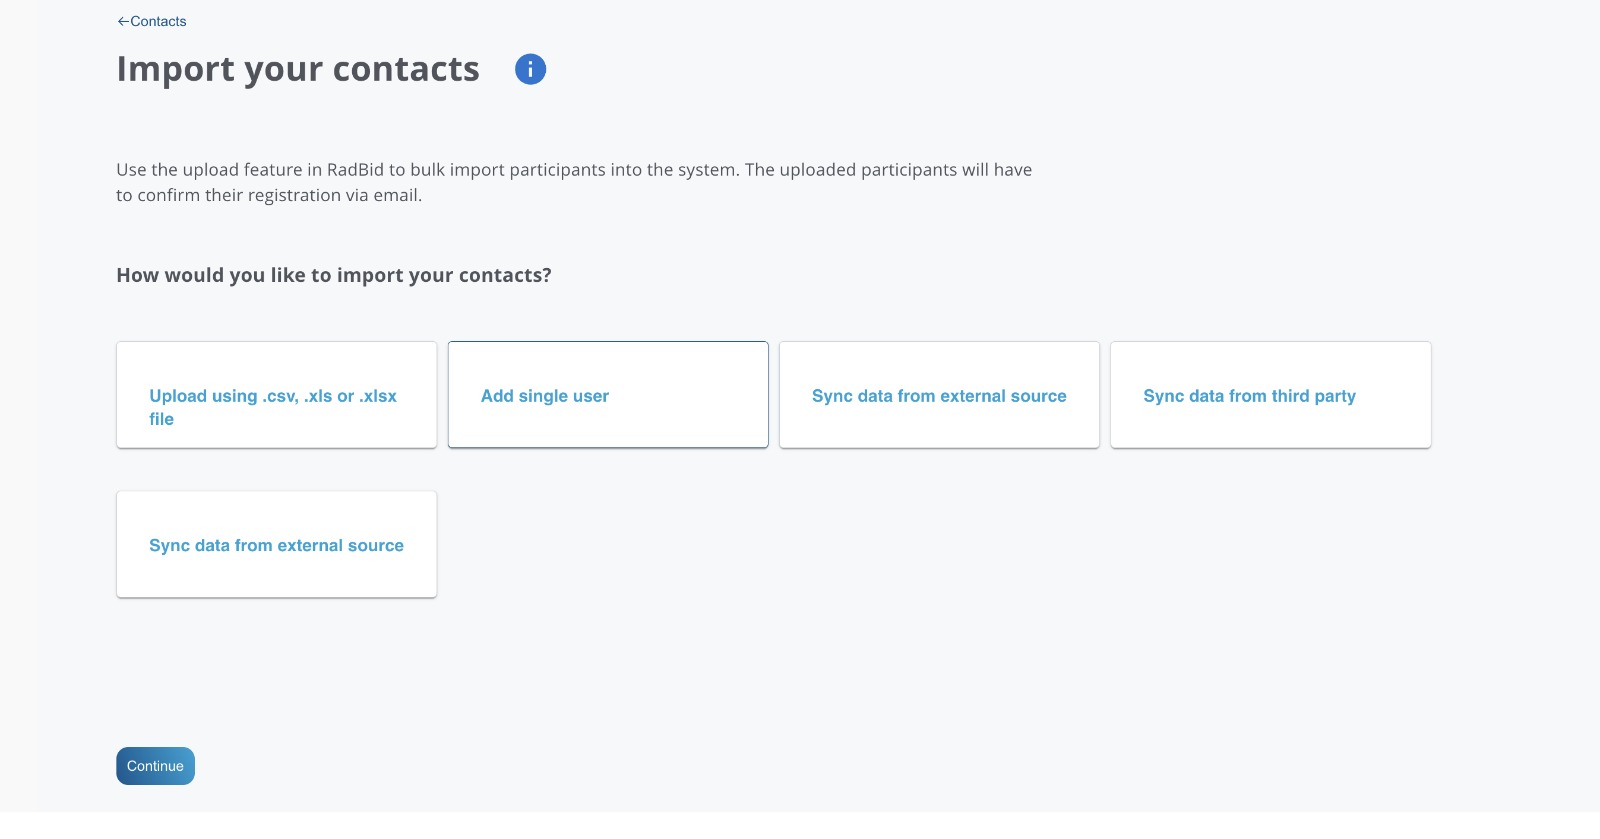 ←Contacts
Import your contacts
i
Use the upload feature in RadBid to bulk import participants into the system. The uploaded participants will have
to confirm their registration via email.
How would you like to import your contacts?
Upload using .csv, .xls or .xlsx
file
Add single user
Sync data from external source
Sync data from third party
Sync data from external source
Continue